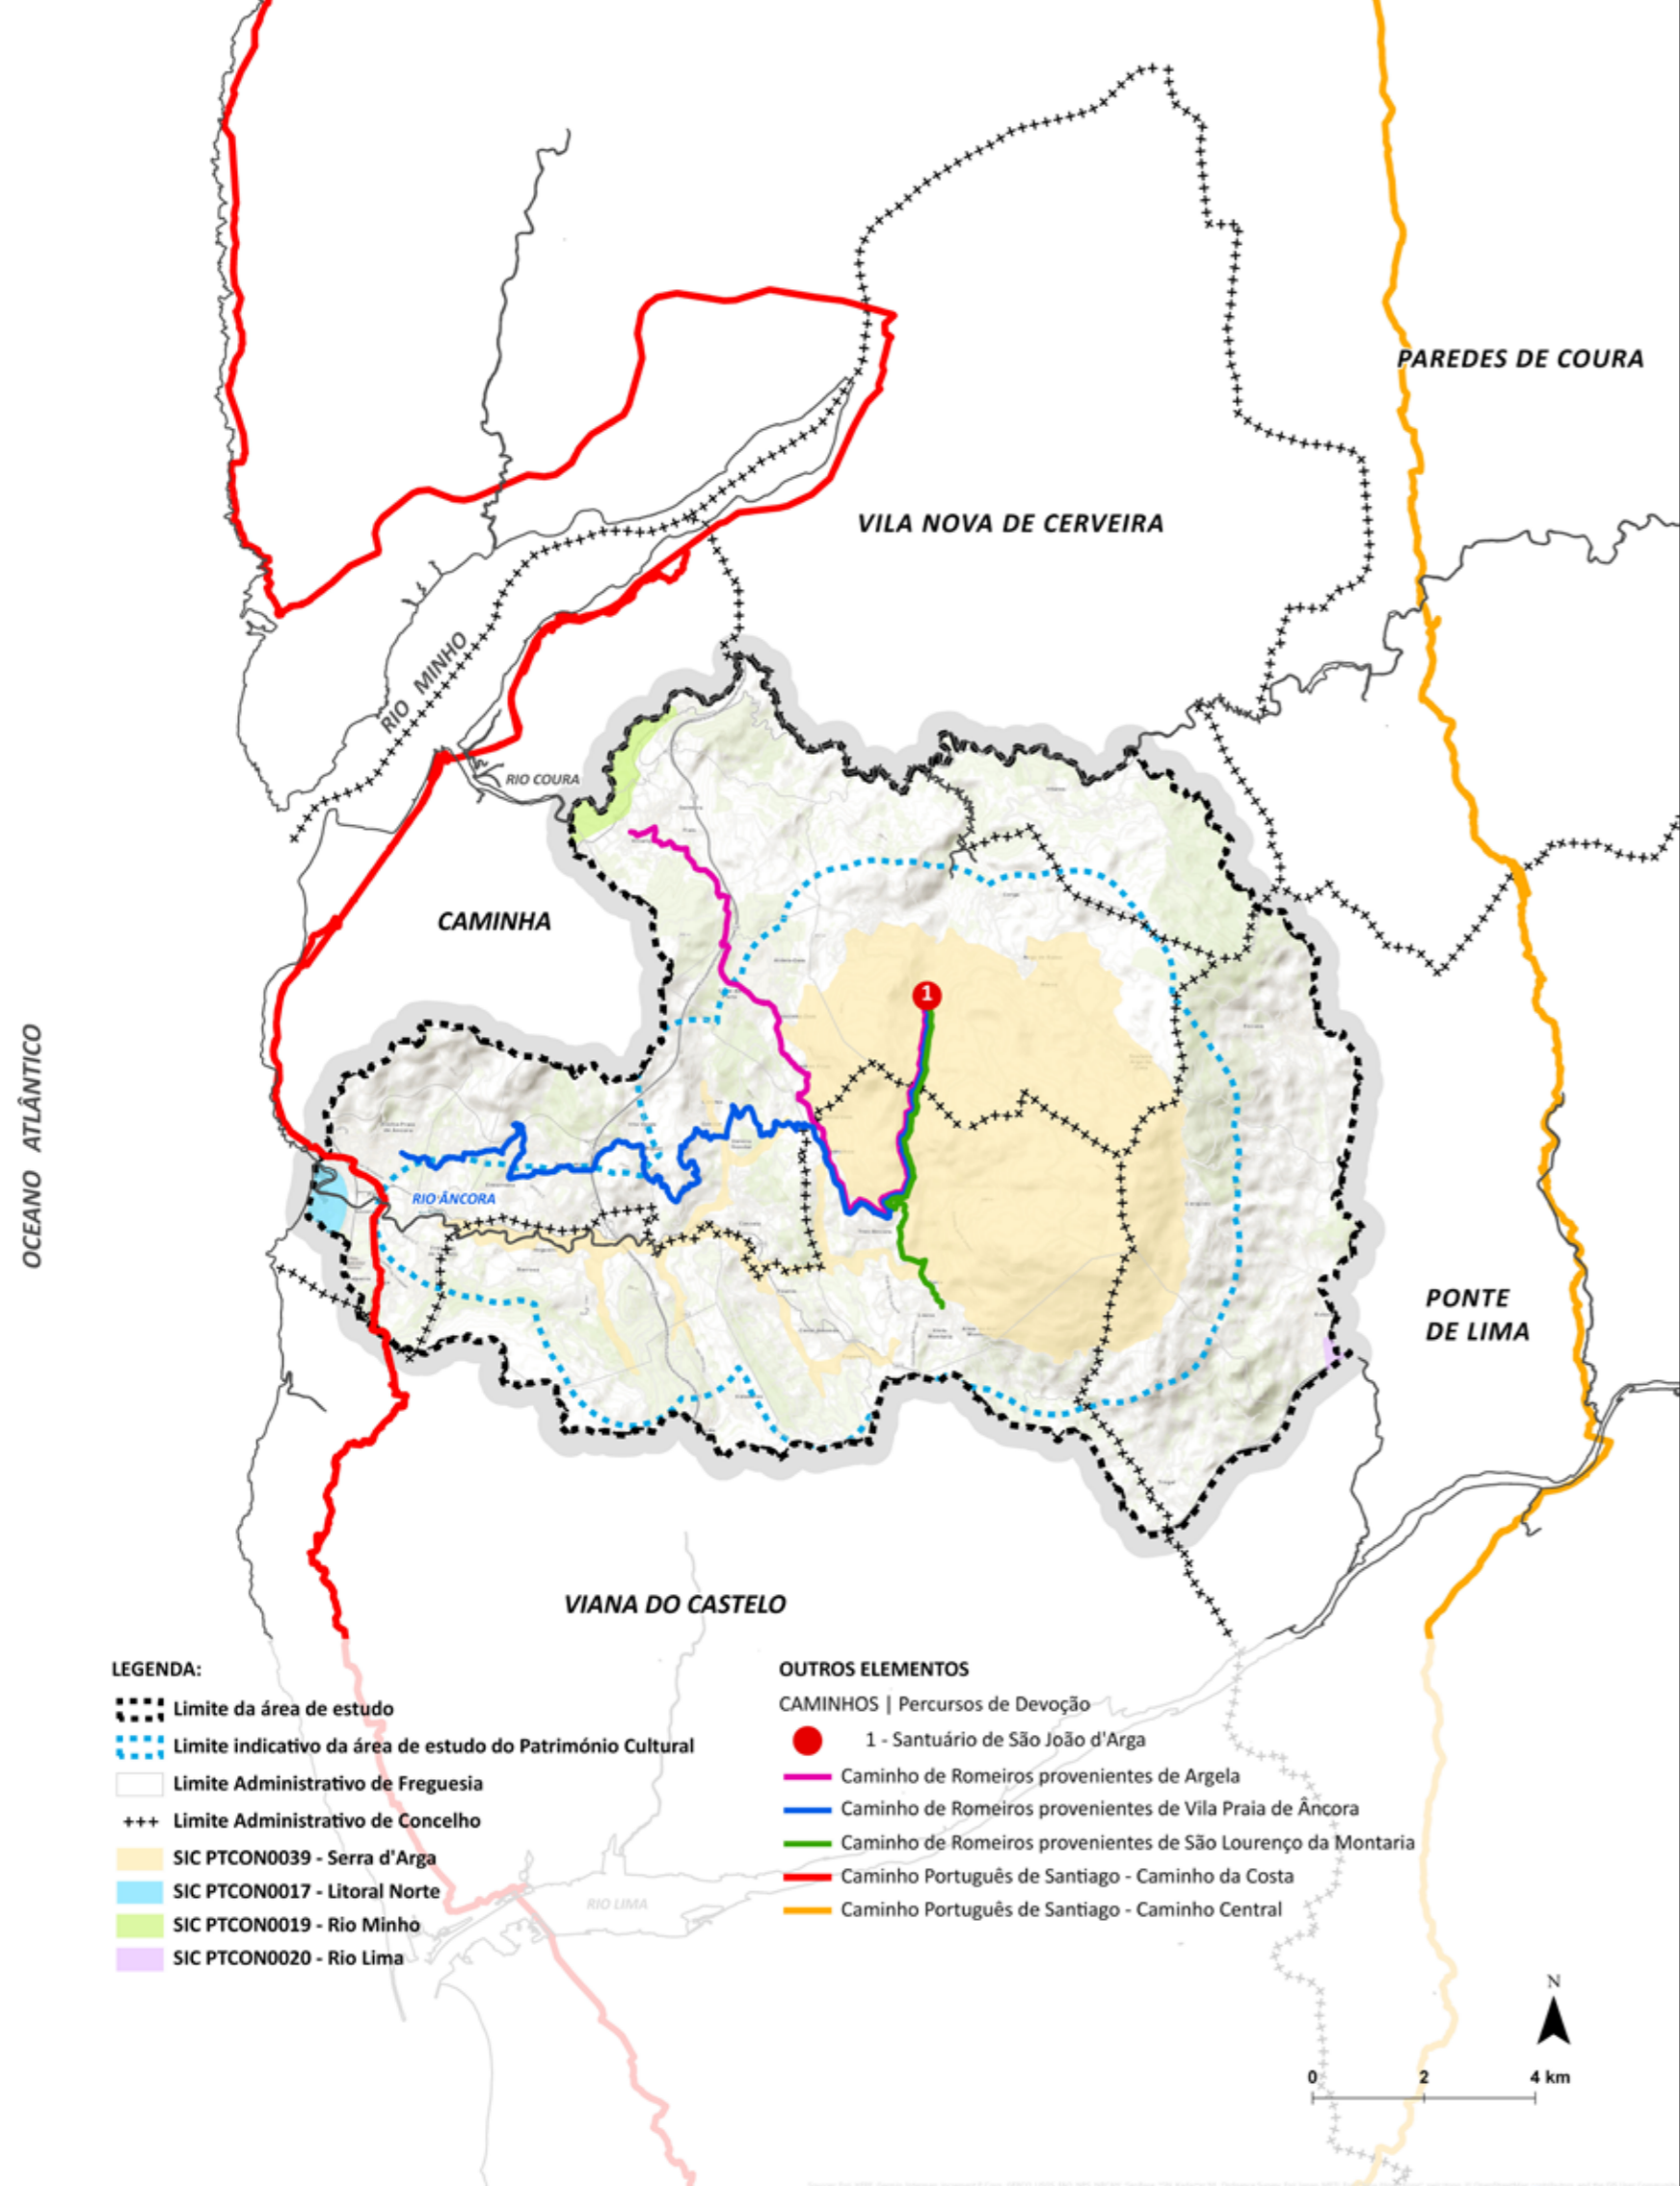 PAREDES DE COURA
VILA NOVA DE CERVEIRA
RIO MINHO
RIO COURA
CAMINHA
1
OCEANO ATLÂNTICO
RIO ÂNCORA
PONTE
DE LIMA
VIANA DO CASTELO
LEGENDA:
Limite da área de estudo
Limite indicativo da área de estudo do Património Cultural
Limite Administrativo de Freguesia
+++ Limite Administrativo de Concelho
SIC PTCON0039 - Serra d'Arga
SIC PTCON0017 - Litoral Norte
SIC PTCON0019 - Rio Minho
SIC PTCON0020 - Rio Lima
OUTROS ELEMENTOS
CAMINHOS | Percursos de Devoção
1 - Santuário de São João d'Arga
Caminho de Romeiros provenientes de Argela
Caminho de Romeiros provenientes de Vila Praia de Âncora
Caminho de Romeiros provenientes de São Lourenço da Montaria
Caminho Português de Santiago - Caminho da Costa
Caminho Português de Santiago - Caminho Central
RIO LIMA
N
0 2 4 km